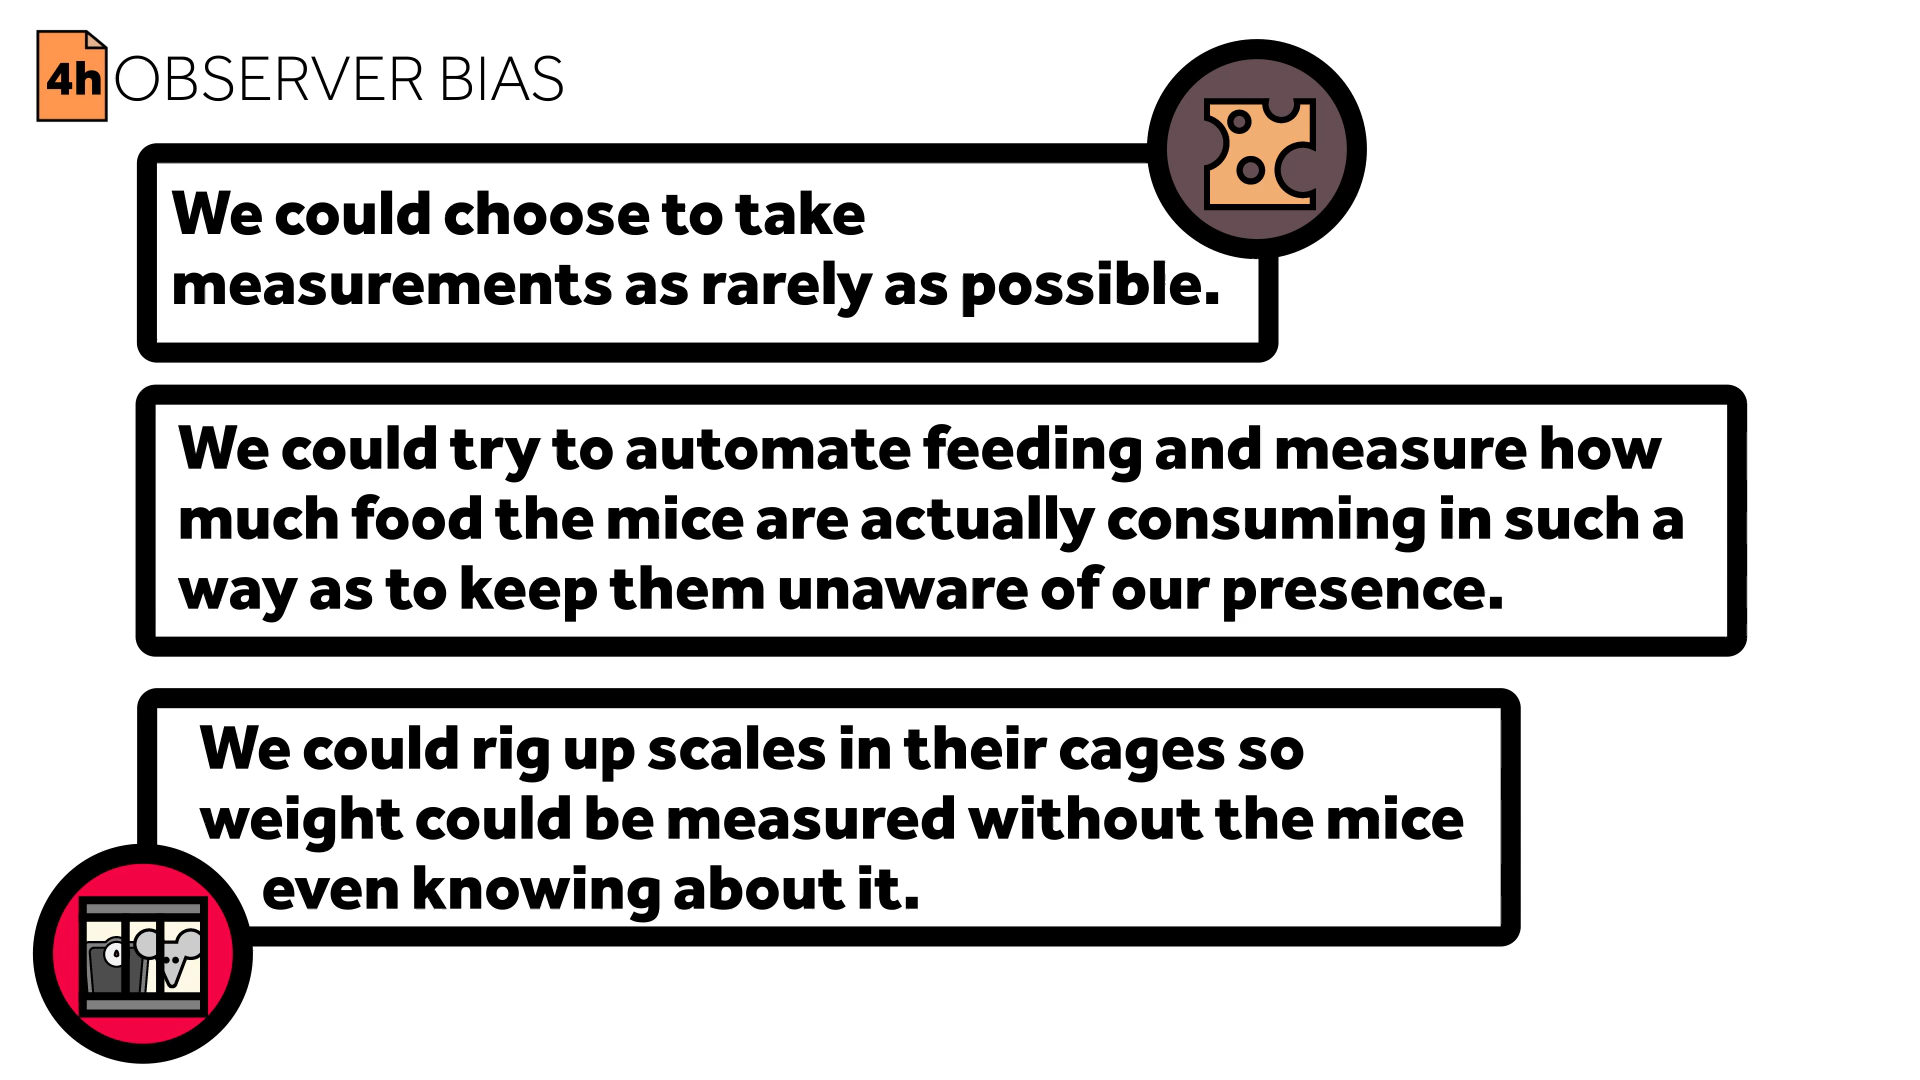 4h OBSERVER BIAS
We could choose to take
measurements as rarely as possible.
We could try to automate feeding and measure how
much food the mice are actually consuming in such a
way as to keep them unaware of our presence.
We could rig up scales in their cages so
weight could be measured without the mice
even knowing about it.